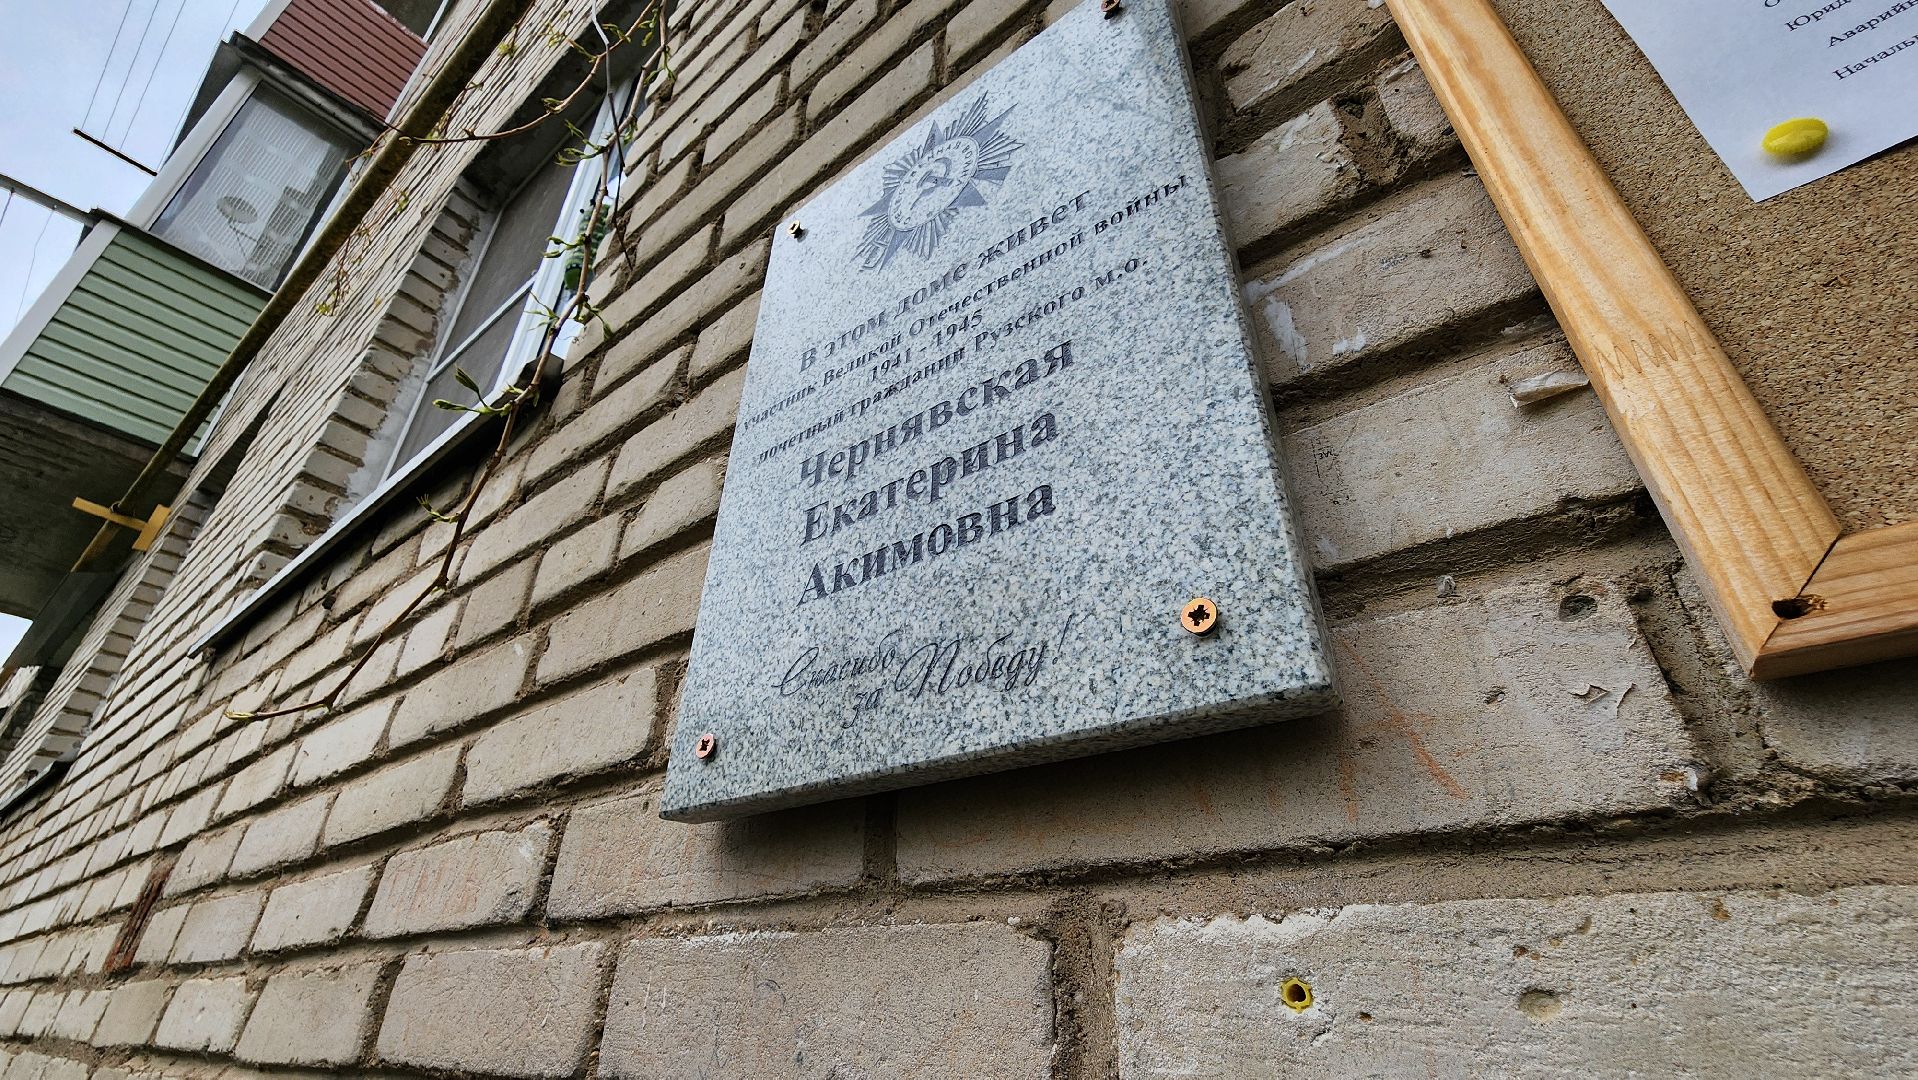 В этом доме живет
участник Великой Отечественной войны
1941 - 1945
почетный гражданин Рузского м.о.
Чернявская
Екатерина
Акимовна
Спасибо
за Победу!